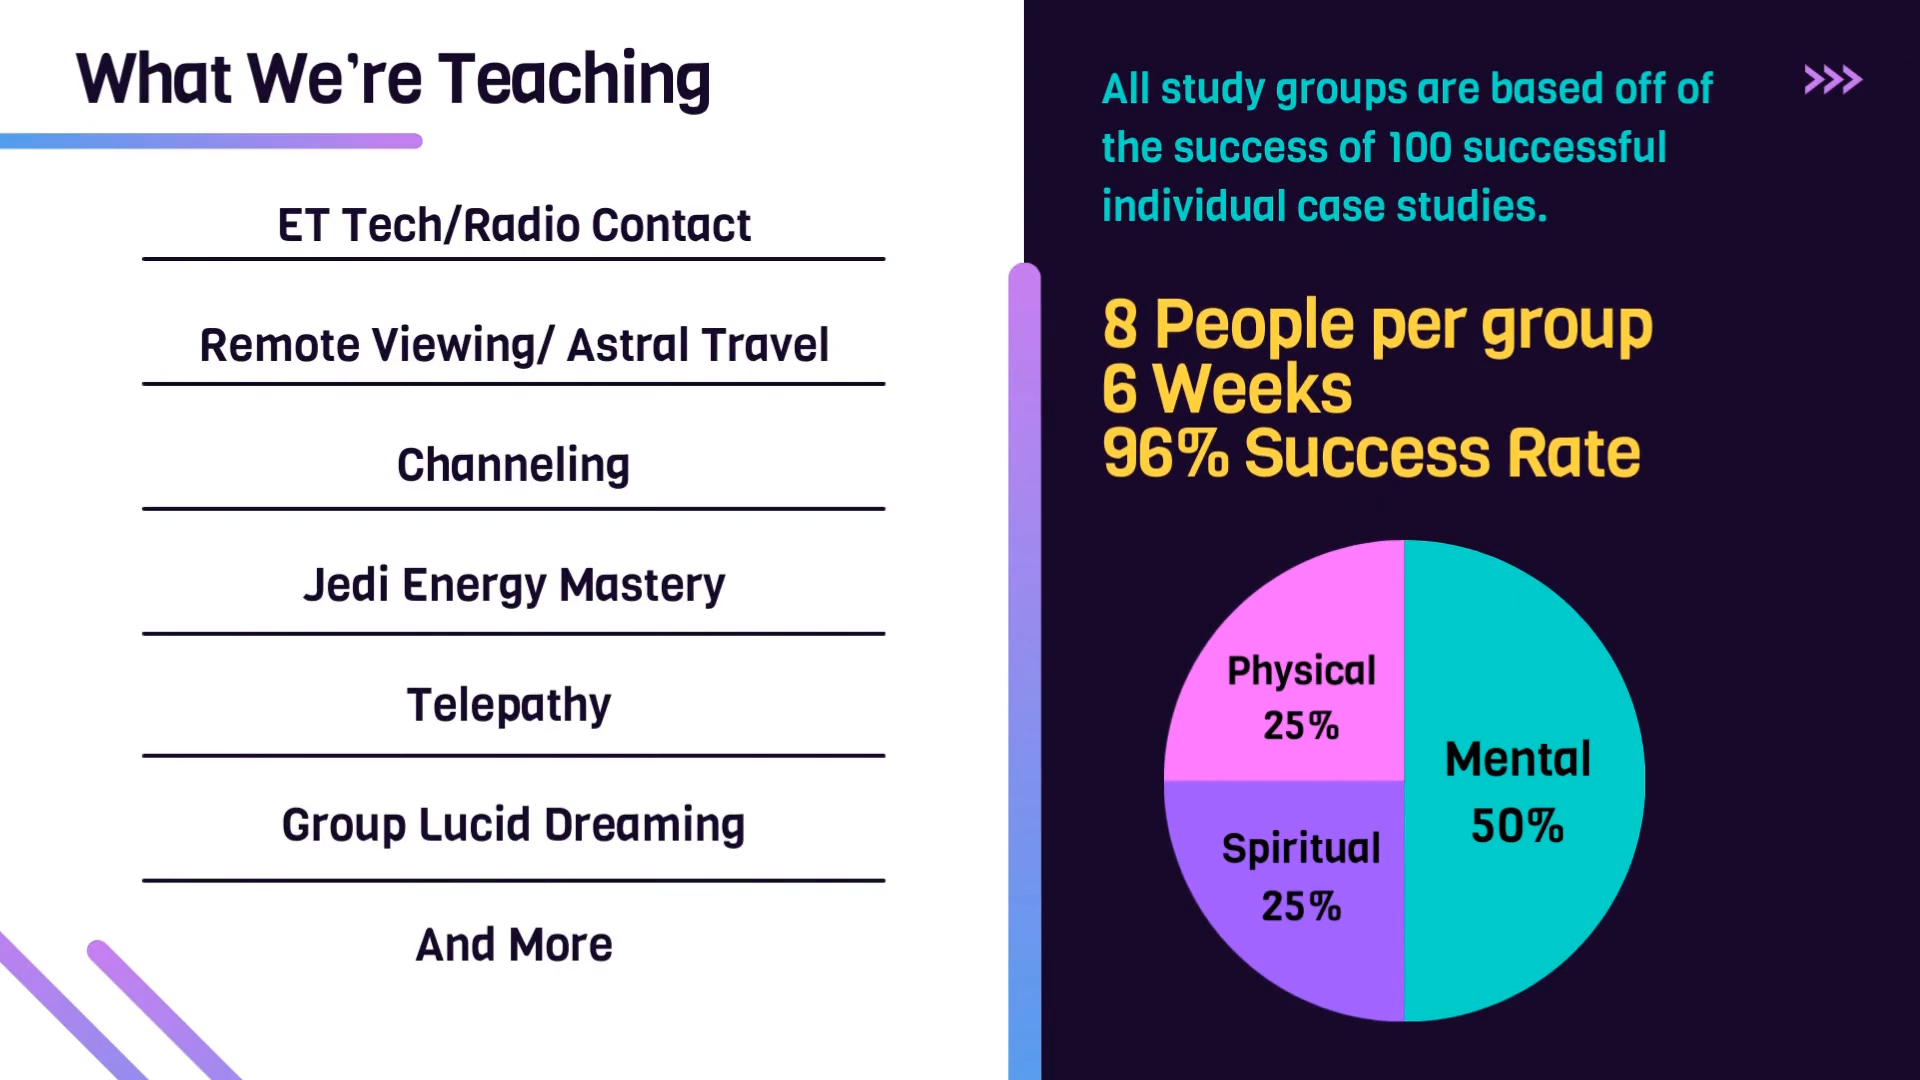 What We're Teaching
ET Tech/Radio Contact
Remote Viewing/ Astral Travel
Channeling
Jedi Energy Mastery
Telepathy
Group Lucid Dreaming
And More
All study groups are based off of
the success of 100 successful
individual case studies.
8 People per group
6 Weeks
96% Success Rate
Physical
25%
Mental
50%
Spiritual
25%